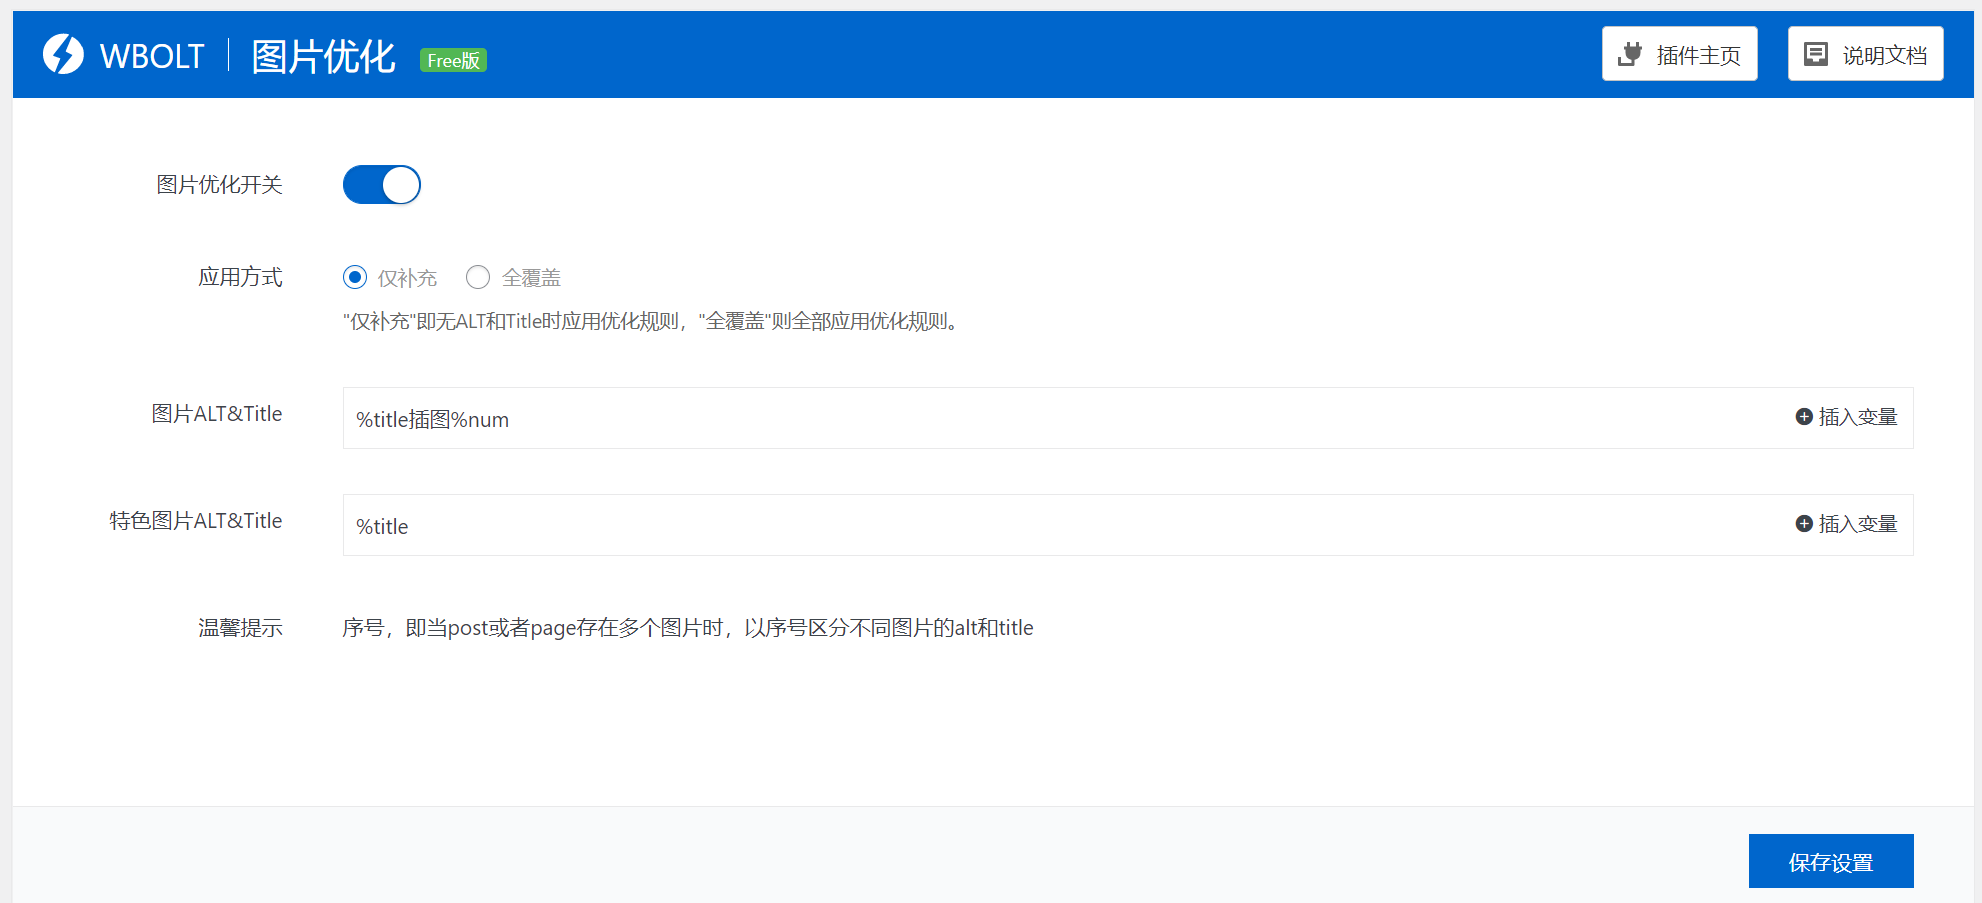 WBOLT 图片优化 Free版 插件主页 说明文档
图片优化开关
应用方式 仅补充 全覆盖
"仅补充"即无ALT和Title时应用优化规则，"全覆盖"则全部应用优化规则。
图片ALT&Title %title插图%num 插入变量
特色图片ALT&Title %title 插入变量
温馨提示 序号，即当post或者page存在多个图片时，以序号区分不同图片的alt和title
保存设置